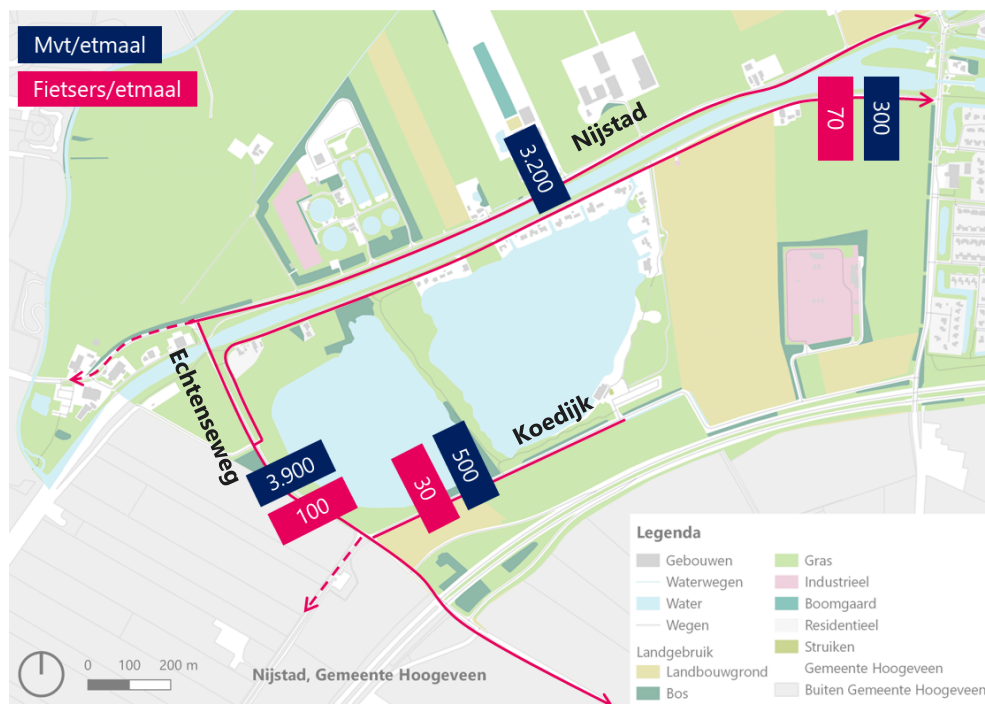 Mvt/etmaal
Fietsers/etmaal
Nijstad
3.200
70
300
Echtenseweg
Koedijk
3.900
100
30
500
0 100 200 m
Nijstad, Gemeente Hoogeveen
Legenda
Gebouwen
Waterwegen
Water
Wegen
Landgebruik
Landbouwgrond
Bos
Gras
Industrieel
Boomgaard
Residentieel
Struiken
Gemeente Hoogeveen
Buiten Gemeente Hoogeveen